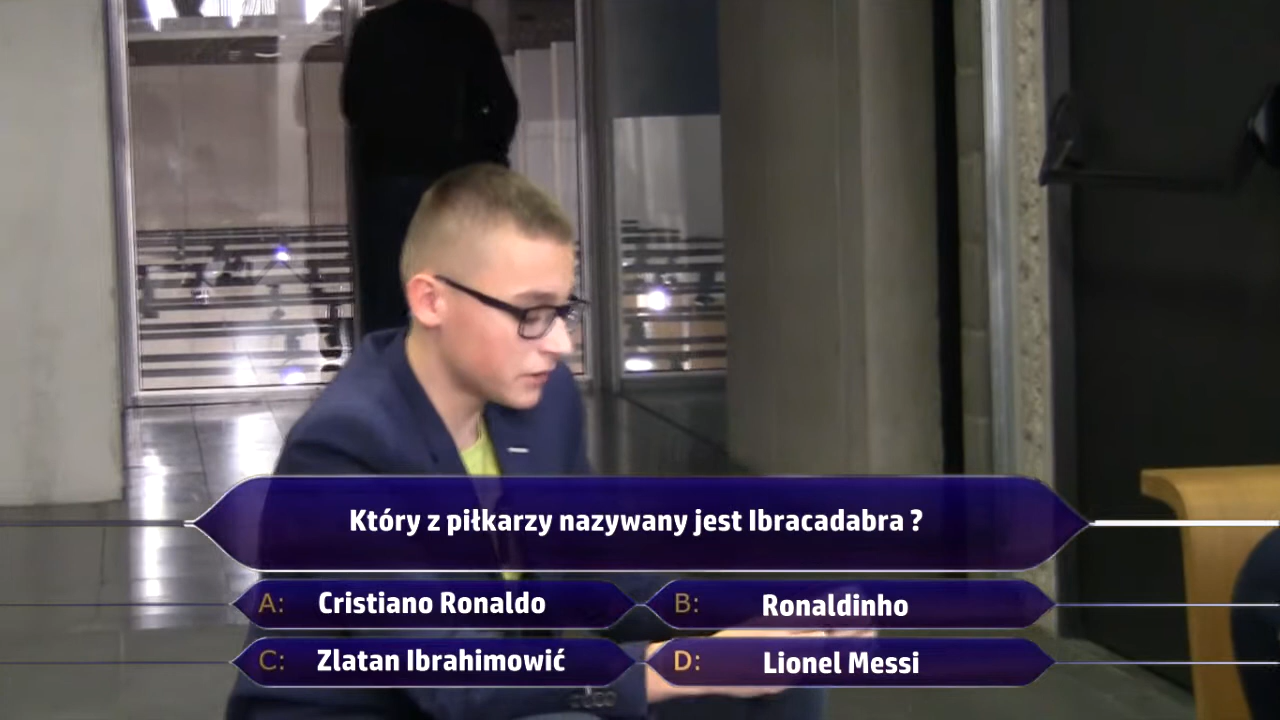 Który z piłkarzy nazywany jest Ibracadabra ?
A: Cristiano Ronaldo
B: Ronaldinho
C: Zlatan Ibrahimowić
D: Lionel Messi